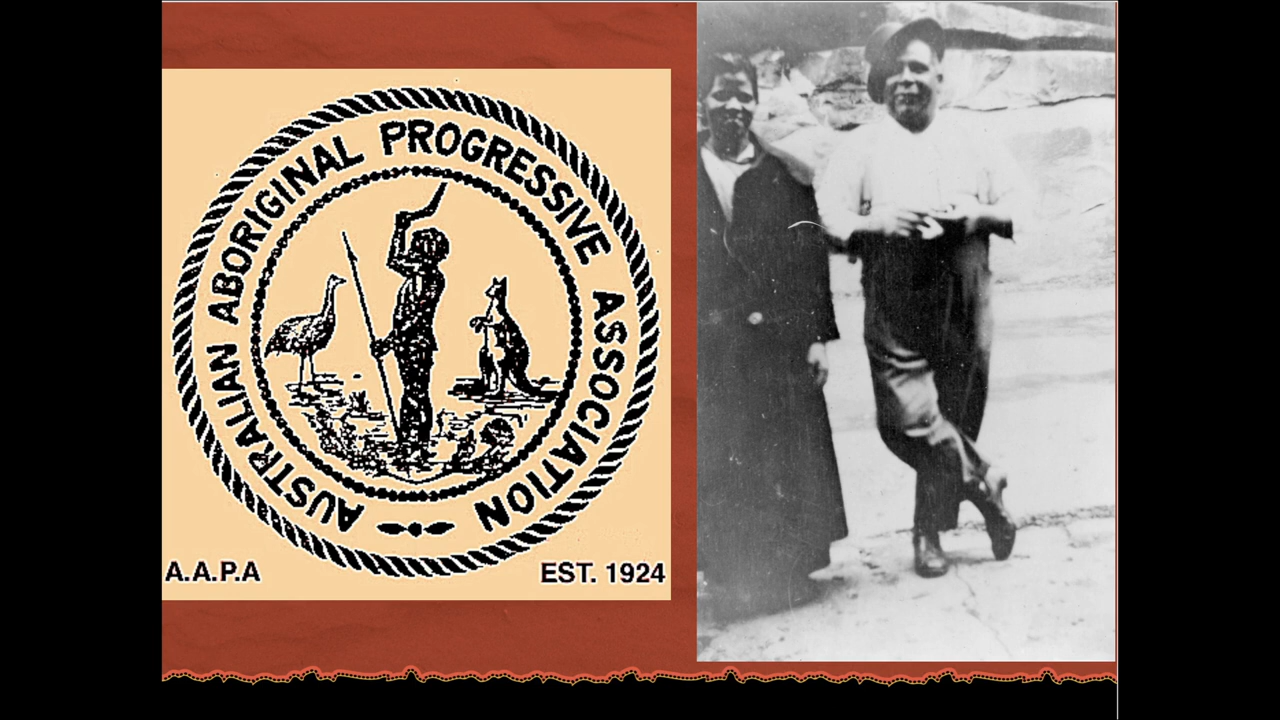 AUSTRALIAN ABORIGINAL PROGRESSIVE ASSOCIATION
A.A.P.A
EST. 1924